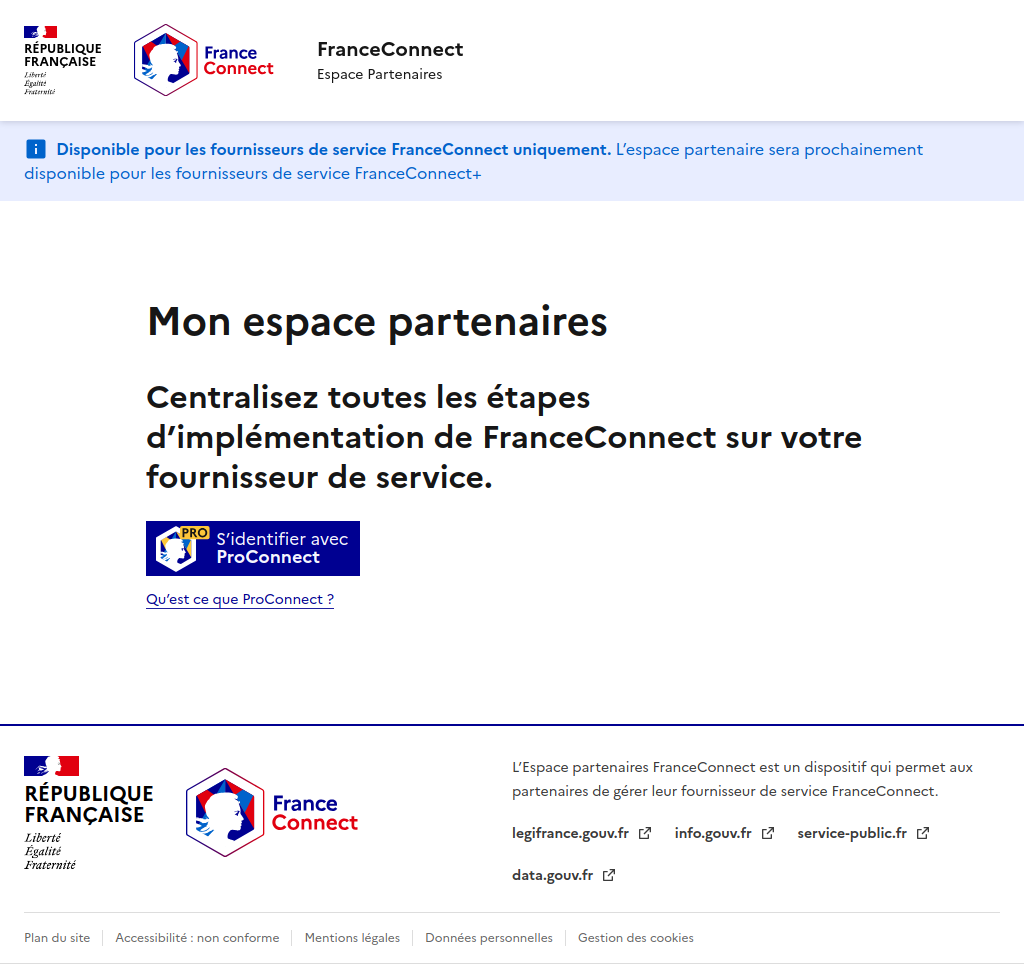 RÉPUBLIQUE
FRANÇAISE
Liberté
Égalité
Fraternité
France
Connect
FranceConnect
Espace Partenaires
Disponible pour les fournisseurs de service FranceConnect uniquement. L’espace partenaire sera prochainement
disponible pour les fournisseurs de service FranceConnect+
Mon espace partenaires
Centralisez toutes les étapes
d’implémentation de FranceConnect sur votre
fournisseur de service.
PRO
S’identifier avec
ProConnect
Qu’est ce que ProConnect ?
RÉPUBLIQUE
FRANÇAISE
Liberté
Égalité
Fraternité
France
Connect
L’Espace partenaires FranceConnect est un dispositif qui permet aux
partenaires de gérer leur fournisseur de service FranceConnect.
legifrance.gouv.fr info.gouv.fr service-public.fr
data.gouv.fr
Plan du site Accessibilité : non conforme Mentions légales Données personnelles Gestion des cookies